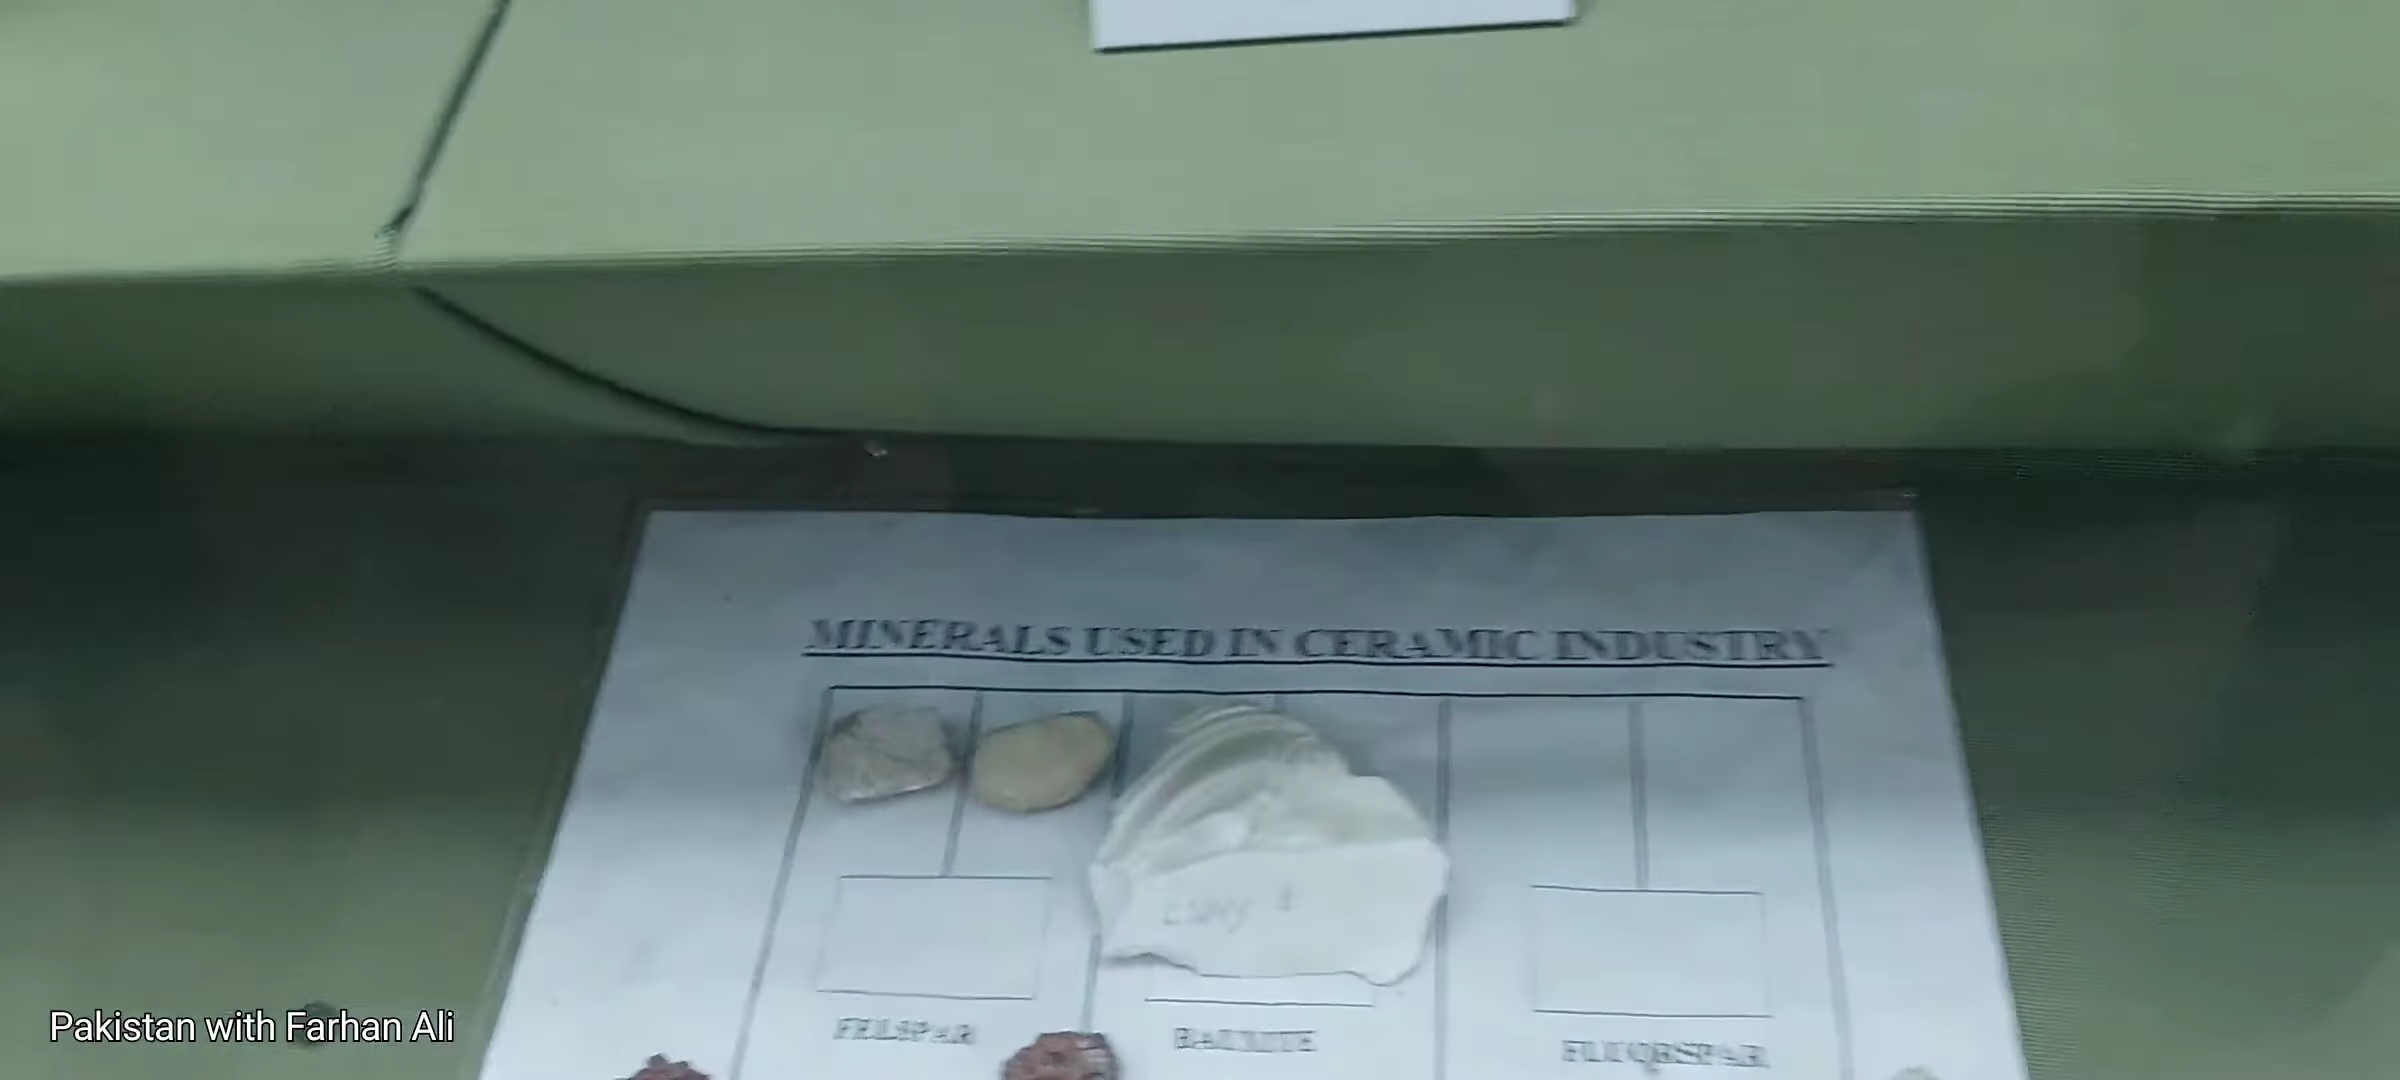 MINERALS USED IN CERAMIC INDUSTRY
FELSPAR
BAUXITE
FLUORSPAR
Pakistan with Farhan Ali